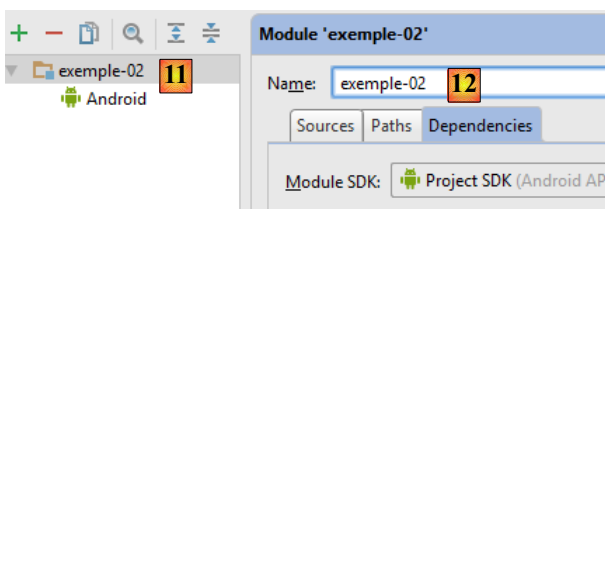 exemple-02 11
Android
Module 'exemple-02'
Name: exemple-02 12
Sources Paths Dependencies
Module SDK: Project SDK (Android AP